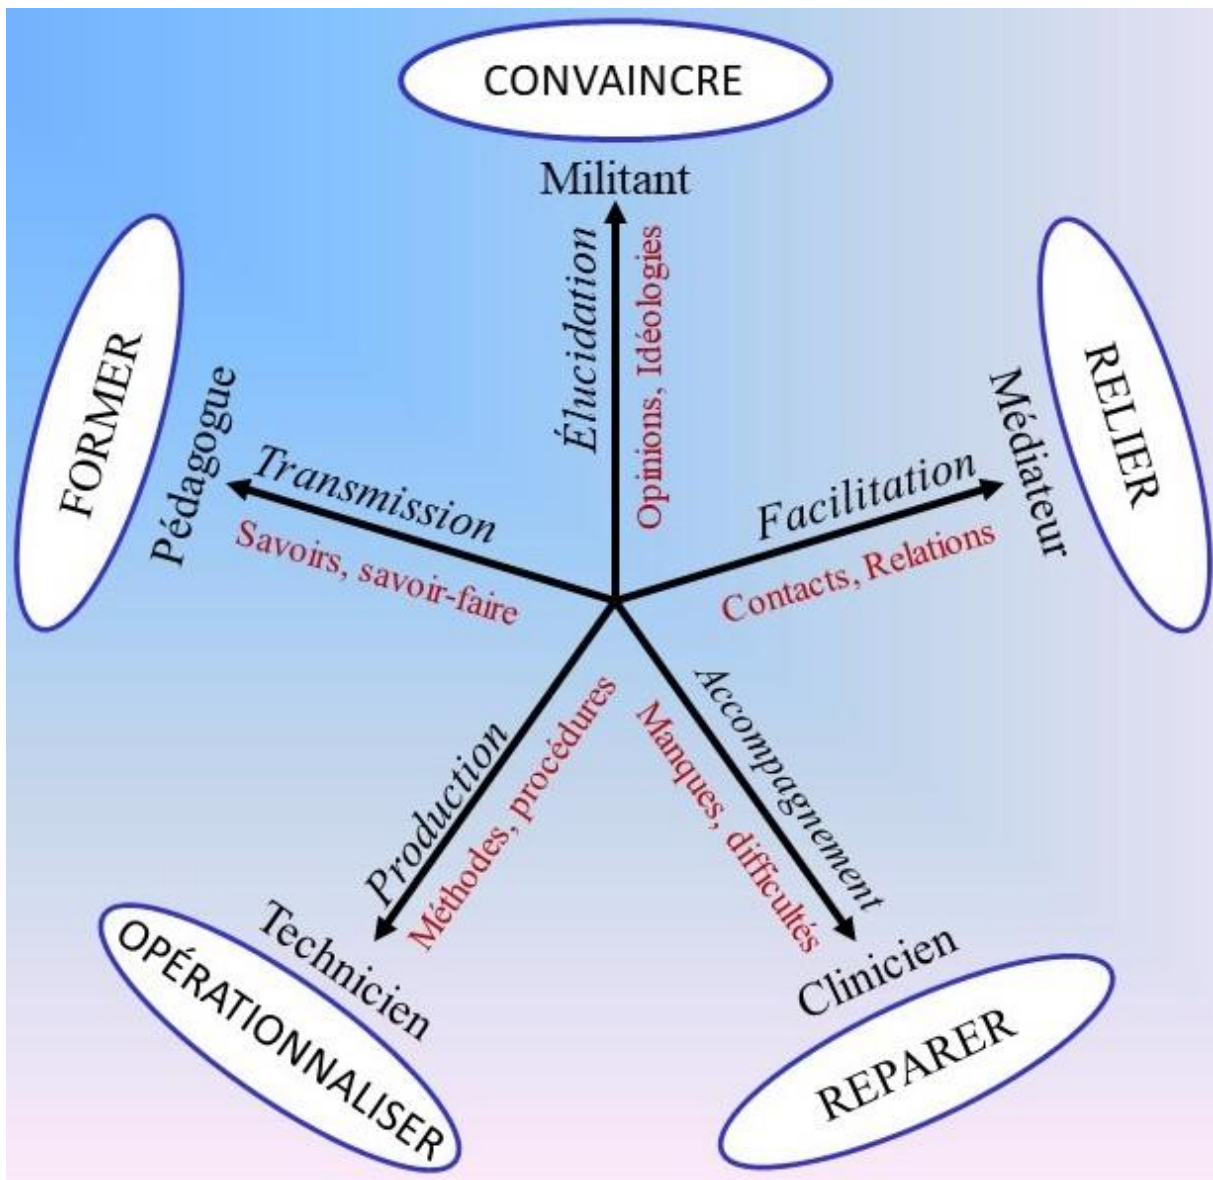 CONVAINCRE
Militant
Élucidation
Opinions, Idéologies
FORMER
Pédagogue
Transmission
Savoirs, savoir-faire
RELIER
Médiateur
Facilitation
Contacts, Relations
Production
Méthodes, procédures
Technicien
OPÉRATIONNALISER
Accompagnement
Manques, difficultés
Clinicien
REPARER